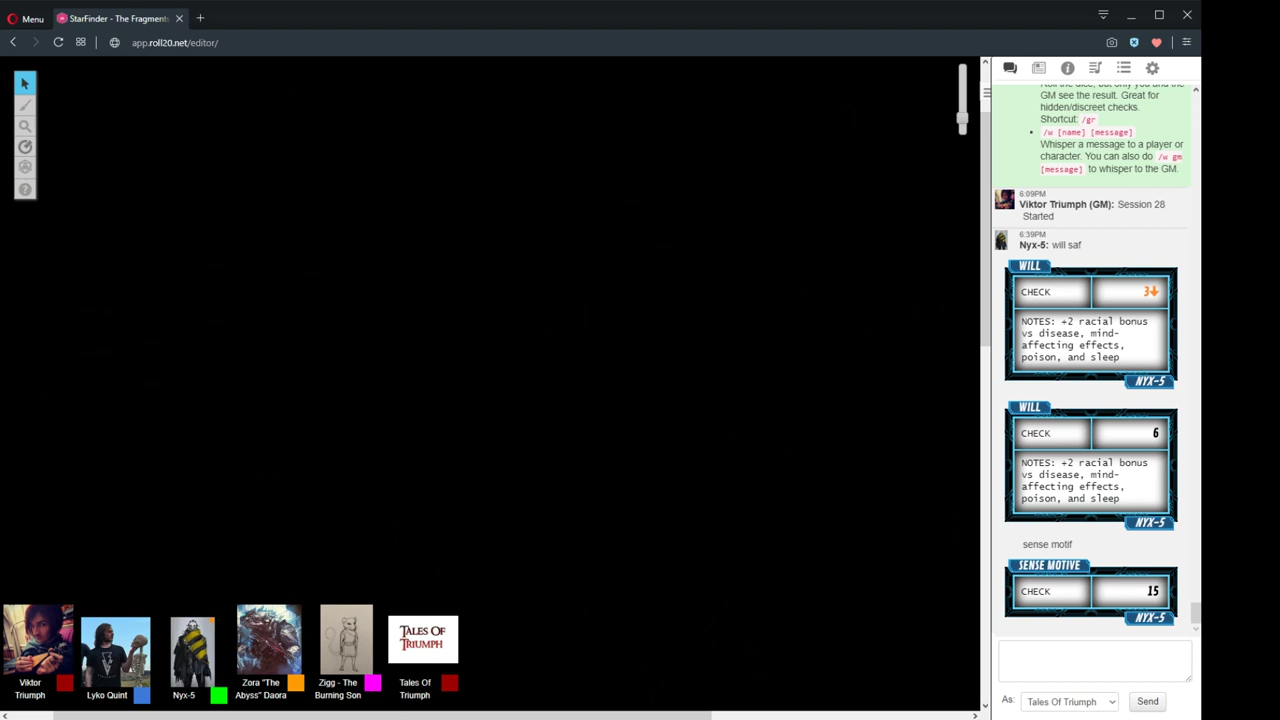 Menu
StarFinder - The Fragments
app.roll20.net/editor/
Roll the dice, but only you and the
GM see the result. Great for
hidden/discreet checks.
Shortcut: /gr
/w [name] [message]
Whisper a message to a player or
character. You can also do /w gm
[message] to whisper to the GM.
6:09PM
Viktor Triumph (GM): Session 28
Started
6:39PM
Nyx-5: will saf
WILL
CHECK 3
NOTES: +2 racial bonus
vs disease, mind-
affecting effects,
poison, and sleep
NYX-5
WILL
CHECK 6
NOTES: +2 racial bonus
vs disease, mind-
affecting effects,
poison, and sleep
NYX-5
sense motif
SENSE MOTIVE
CHECK 15
NYX-5
As: Tales Of Triumph Send
TALES OF
TRIUMPH
Viktor
Triumph
Lyko Quint
Nyx-5
Zora "The
Abyss" Daora
Zigg - The
Burning Son
Tales Of
Triumph